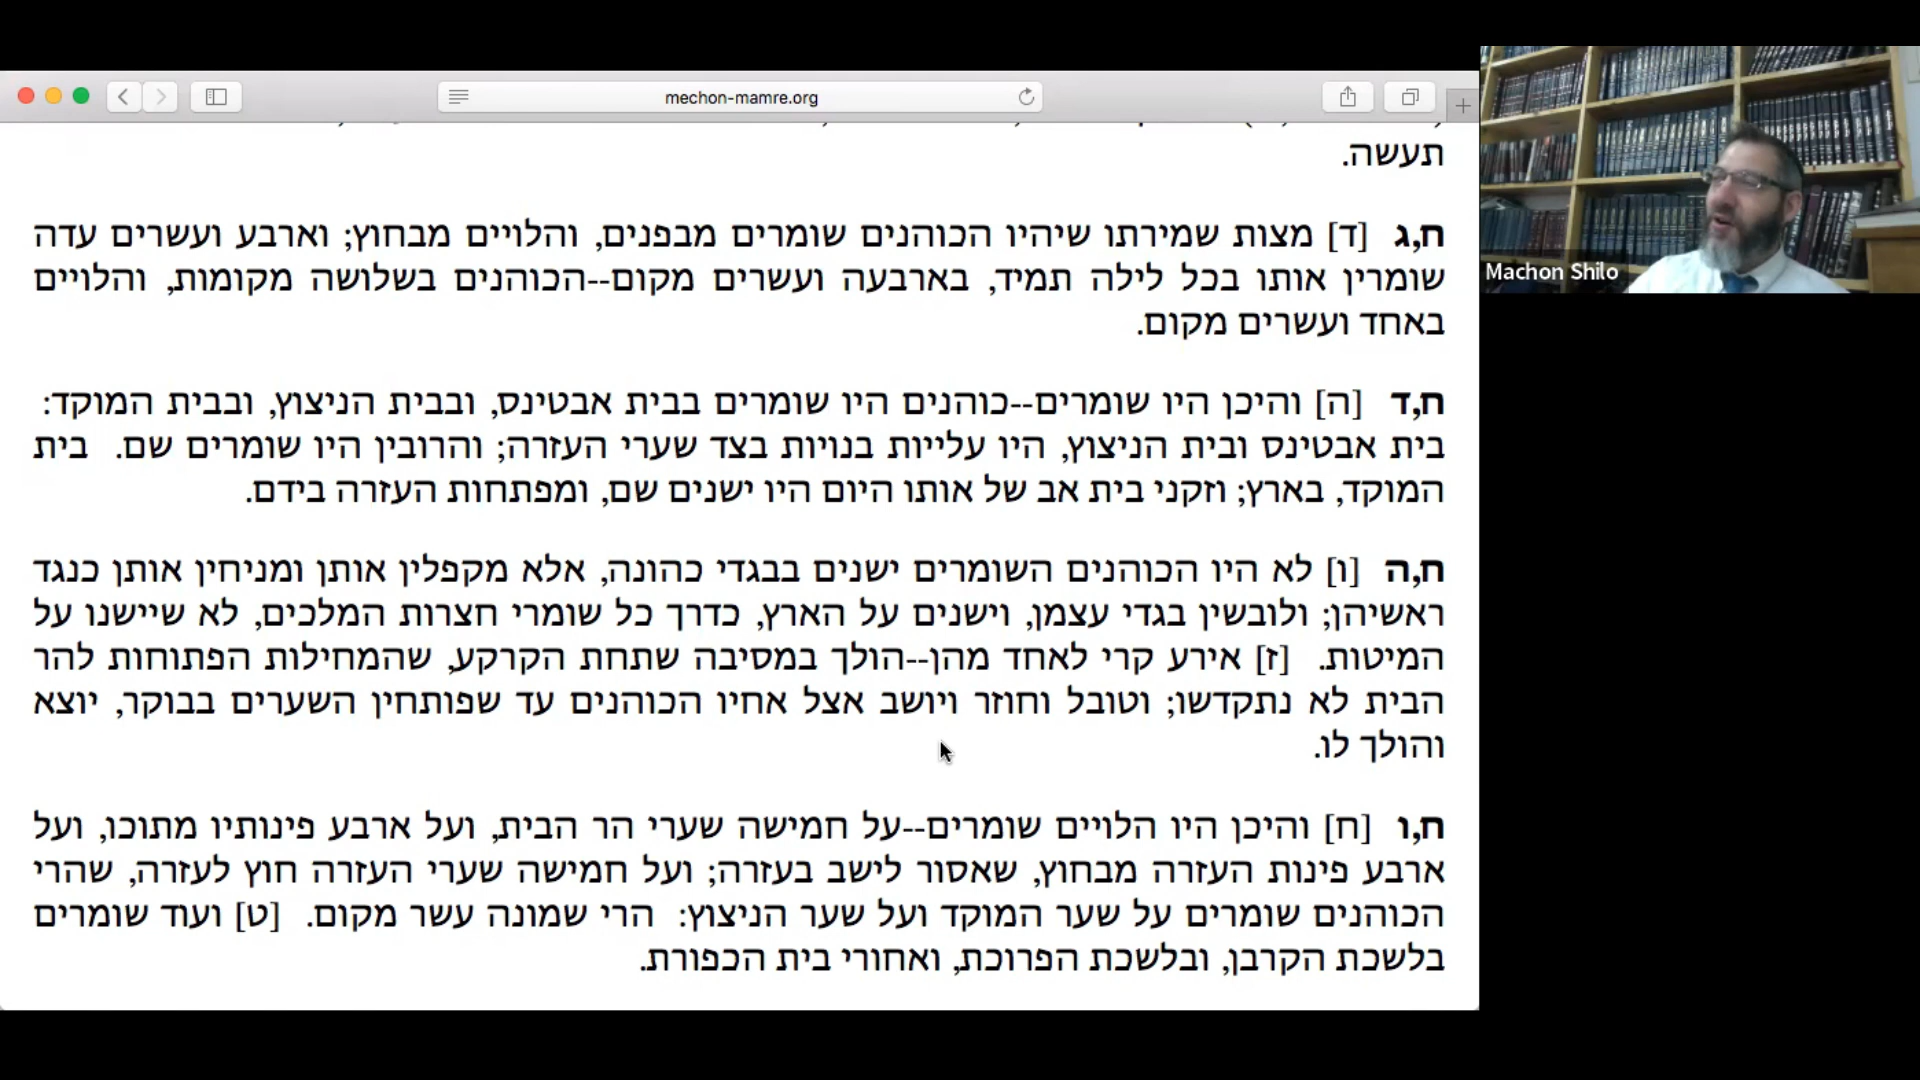 mechon-mamre.org
תעשה.
ח,ג [ד] מצות שמירתו שיהיו הכוהנים שומרים מבפנים, והלויים מבחוץ; וארבע ועשרים עדה
שומרין אותו בכל לילה תמיד, בארבעה ועשרים מקום--הכוהנים בשלושה מקומות, והלויים
באחד ועשרים מקום.
ח,ד [ה] והיכן היו שומרים--כוהנים היו שומרים בבית אבטינס, ובבית הניצוץ, ובבית המוקד:
בית אבטינס ובית הניצוץ, היו עלייות בנויות בצד שערי העזרה; והרובין היו שומרים שם. בית
המוקד, בארץ; וזקני בית אב של אותו היום היו ישנים שם, ומפתחות העזרה בידם.
ח,ה [ו] לא היו הכוהנים השומרים ישנים בבגדי כהונה, אלא מקפלין אותן ומניחין אותן כנגד
ראשיהן; ולובשין בגדי עצמן, וישנים על הארץ, כדרך כל שומרי חצרות המלכים, לא שיישנו על
המיטות. [ז] אירע קרי לאחד מהן--הולך במסיבה שתחת הקרקע, שהמחילות הפתוחות להר
הבית לא נתקדשו; וטובל וחוזר ויושב אצל אחיו הכוהנים עד שפותחין השערים בבוקר, יוצא
והולך לו.
ח,ו [ח] והיכן היו הלויים שומרים--על חמישה שערי הר הבית, ועל ארבע פינותיו מתוכו, ועל
ארבע פינות העזרה מבחוץ, שאסור לישב בעזרה; ועל חמישה שערי העזרה חוץ לעזרה, שהרי
הכוהנים שומרים על שער המוקד ועל שער הניצוץ: הרי שמונה עשר מקום. [ט] ועוד שומרים
בלשכת הקרבן, ובלשכת הפרוכת, ואחורי בית הכפורת.
Machon Shilo